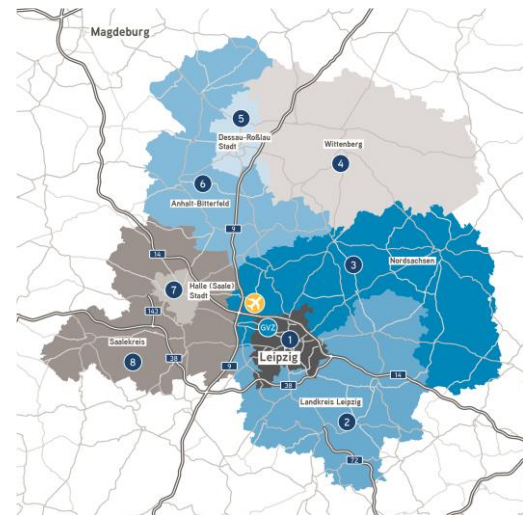 Magdeburg
5
Dessau-Roßlau
Stadt
Wittenberg
4
6
Anhalt-Bitterfeld
9
14
3
Nordsachsen
7
Halle (Saale)
Stadt
143
GVZ
1
Saalekreis
Leipzig
8
38
9
14
38
Landkreis Leipzig
2
72